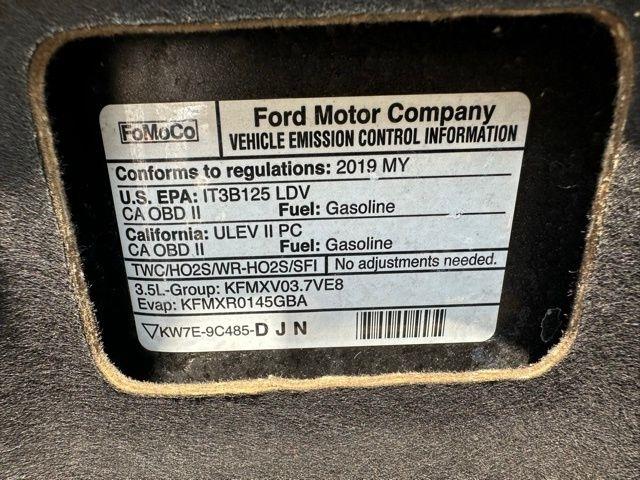 FoMoCo
Ford Motor Company
VEHICLE EMISSION CONTROL INFORMATION
Conforms to regulations: 2019 MY
U.S. EPA: IT3B125 LDV
CA OBD II Fuel: Gasoline
California: ULEV II PC
CA OBD II Fuel: Gasoline
TWC/HO2S/WR-HO2S/SFI No adjustments needed.
3.5L-Group: KFMXV03.7VE8
Evap: KFMXR0145GBA
KW7E-9C485-D J N